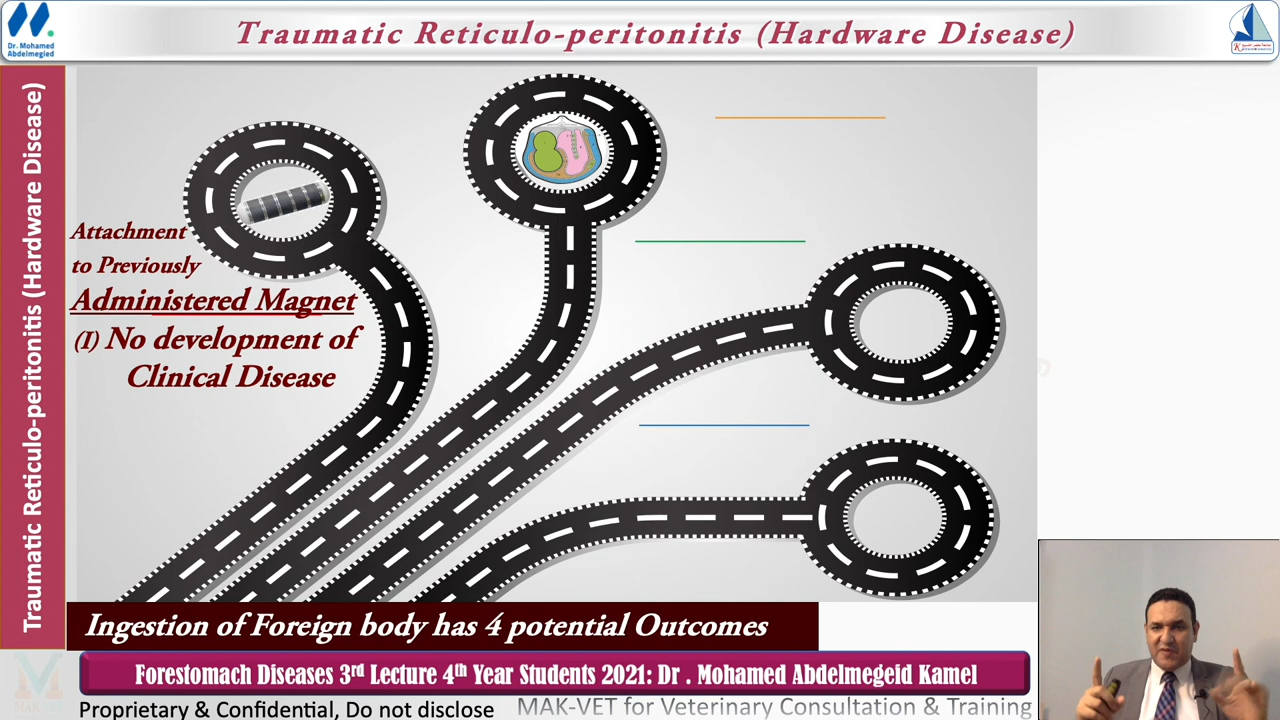 Dr. Mohamed
Abdelmegied
Traumatic Reticulo-peritonitis (Hardware Disease)
Traumatic Reticulo-peritonitis (Hardware Disease)
Attachment
to Previously
Administered Magnet
(I) No development of
Clinical Disease
Ingestion of Foreign body has 4 potential Outcomes
Forestomach Diseases 3rd Lecture 4th Year Students 2021: Dr . Mohamed Abdelmegeid Kamel
MAK-VET
Proprietary & Confidential, Do not disclose
MAK-VET for Veterinary Consultation & Training